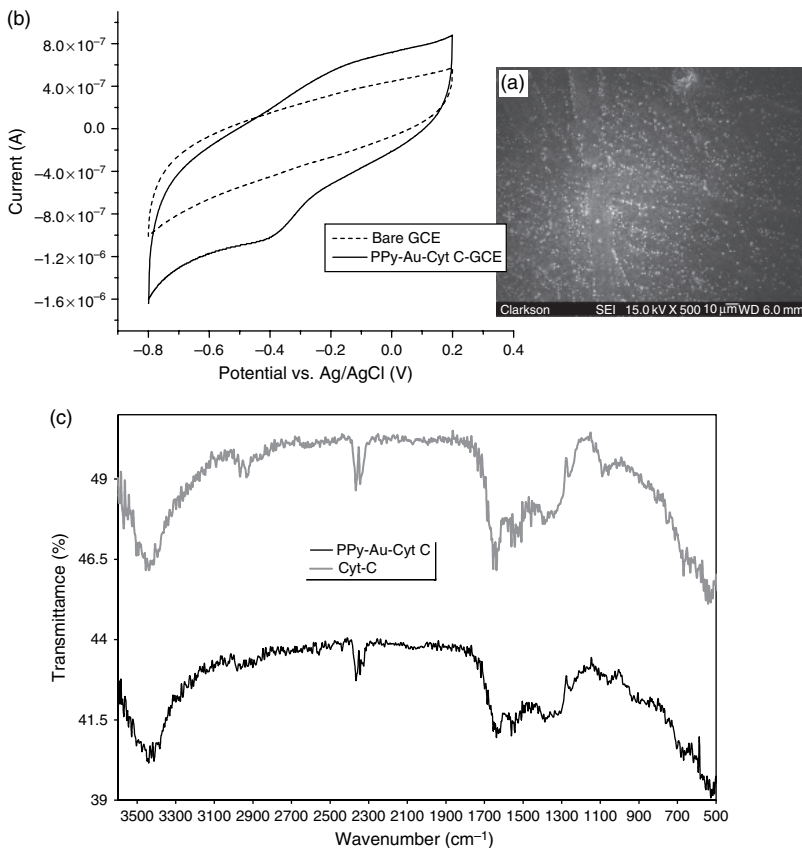 (b)
8.0×10⁻⁷
4.0×10⁻⁷
0.0
−4.0×10⁻⁷
−8.0×10⁻⁷
−1.2×10⁻⁶
−1.6×10⁻⁶
Current (A)
Bare GCE
PPy-Au-Cyt C-GCE
−0.8 −0.6 −0.4 −0.2 0.0 0.2 0.4
Potential vs. Ag/AgCl (V)
(a)
Clarkson SEI 15.0 kV X 500 10 μm WD 6.0 mm
(c)
49
46.5
44
41.5
39
Transmittamce (%)
PPy-Au-Cyt C
Cyt-C
3500 3300 3100 2900 2700 2500 2300 2100 1900 1700 1500 1300 1100 900 700 500
Wavenumber (cm⁻¹)